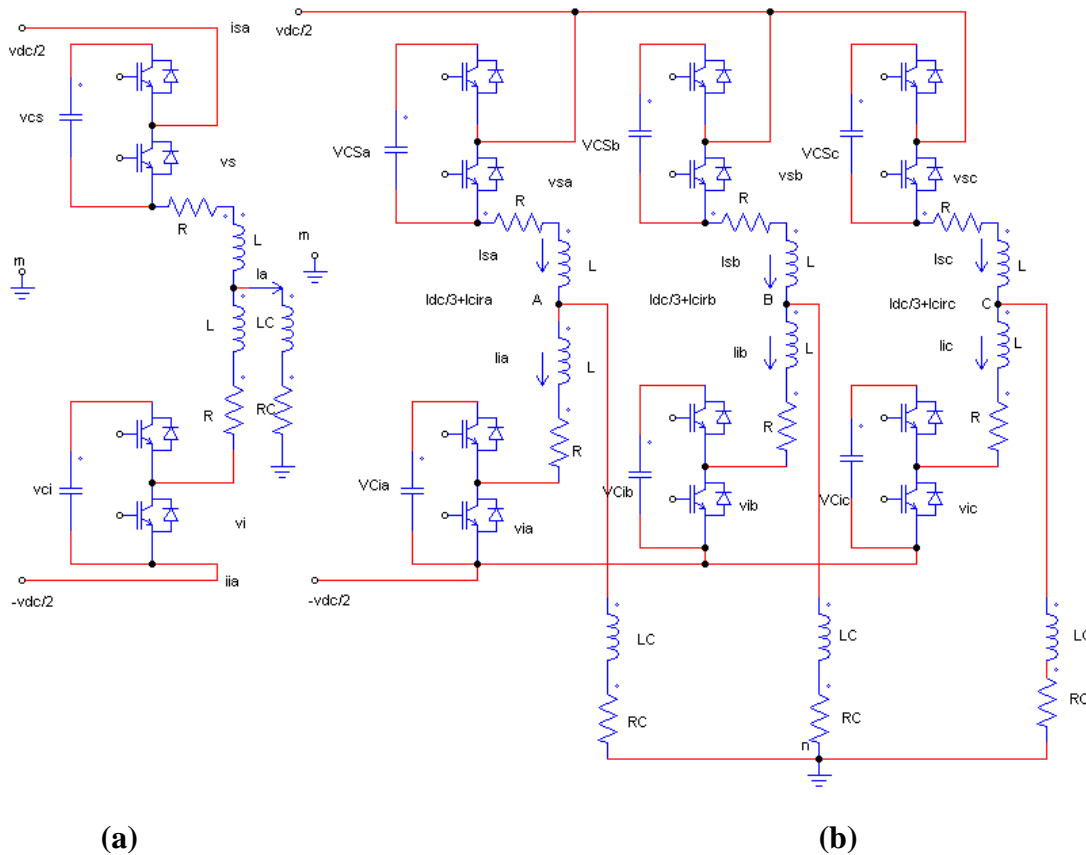 isa
vdc/2
vcs
vs
R
L
m
m
Ia
L
LC
R
RC
vci
vi
iia
-vdc/2
(a)
vdc/2
VCSa
VCSb
VCSc
vsa
vsb
vsc
R
R
R
Isa
Isb
Isc
L
L
L
Idc/3+Icira
A
Idc/3+Icirb
B
Idc/3+Icirc
C
Iia
Iib
Iic
L
L
L
R
R
R
VCia
VCib
VCic
via
vib
vic
-vdc/2
LC
LC
LC
RC
RC
RC
n
(b)